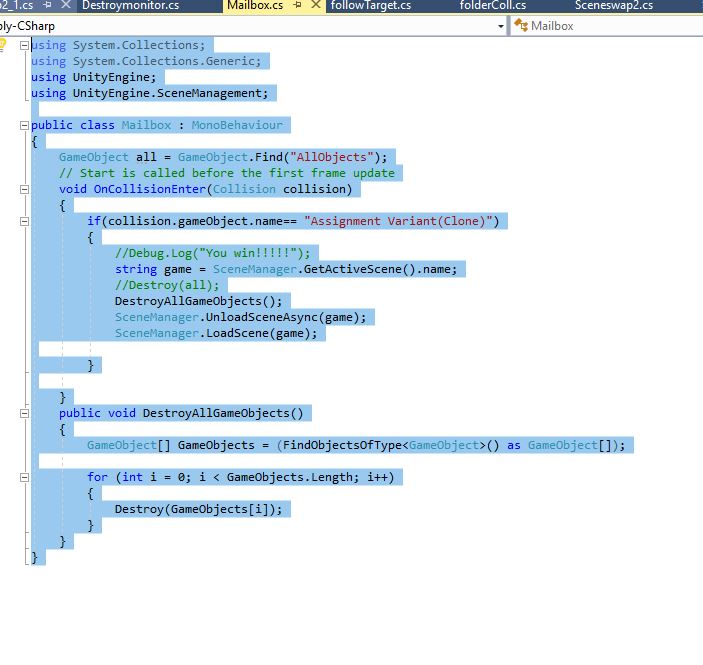 p2_1.cs Destroymonitor.cs Mailbox.cs followTarget.cs folderColl.cs Sceneswap2.cs
bly-CSharp Mailbox
using System.Collections;
using System.Collections.Generic;
using UnityEngine;
using UnityEngine.SceneManagement;
public class Mailbox : MonoBehaviour
{
GameObject all = GameObject.Find("AllObjects");
// Start is called before the first frame update
void OnCollisionEnter(Collision collision)
{
if(collision.gameObject.name== "Assignment Variant(Clone)")
{
//Debug.Log("You win!!!!!");
string game = SceneManager.GetActiveScene().name;
//Destroy(all);
DestroyAllGameObjects();
SceneManager.UnloadSceneAsync(game);
SceneManager.LoadScene(game);
}
}
public void DestroyAllGameObjects()
{
GameObject[] GameObjects = (FindObjectsOfType<GameObject>() as GameObject[]);
for (int i = 0; i < GameObjects.Length; i++)
{
Destroy(GameObjects[i]);
}
}
}